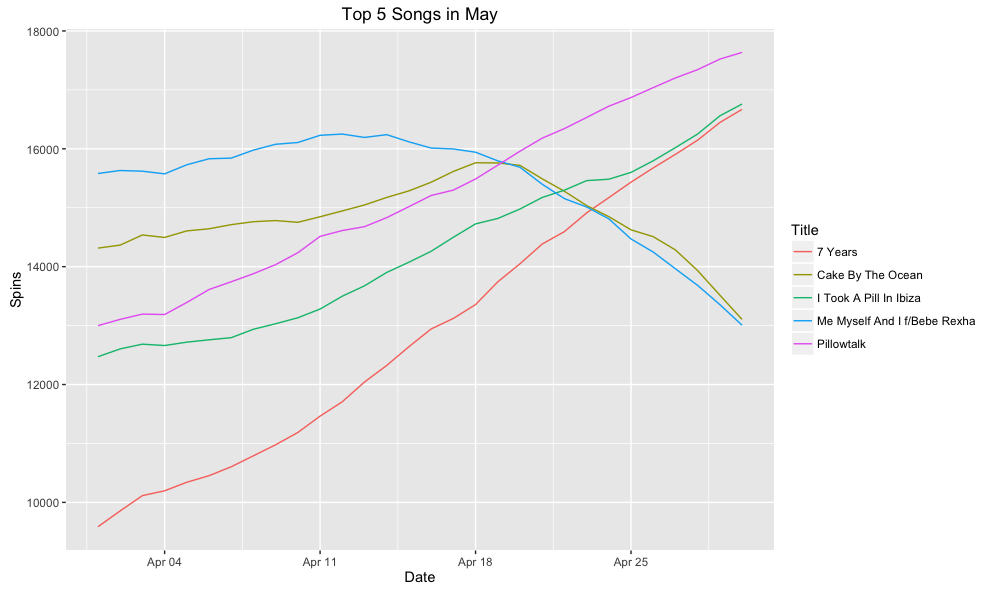 Top 5 Songs in May
18000
16000
14000
12000
10000
Spins
Apr 04
Apr 11
Apr 18
Apr 25
Date
Title
7 Years
Cake By The Ocean
I Took A Pill In Ibiza
Me Myself And I f/Bebe Rexha
Pillowtalk